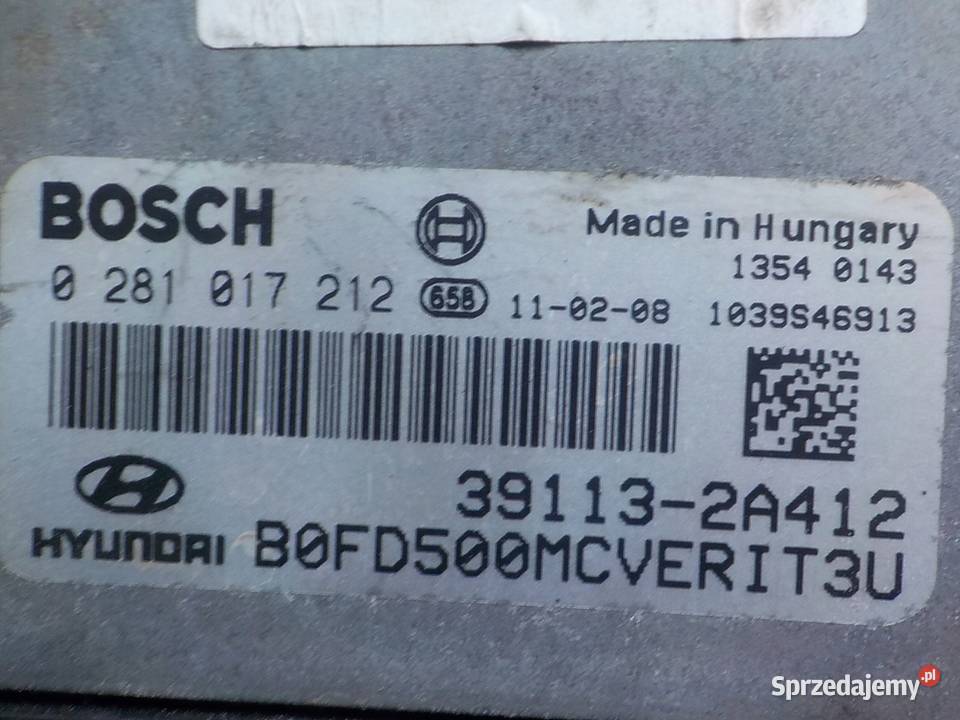 BOSCH
Made in Hungary
1354 0143
0 281 017 212 658 11-02-08 1039S46913
39113-2A412
HYUNDAI B0FD500MCVERIT3U
Sprzedajemy.pl